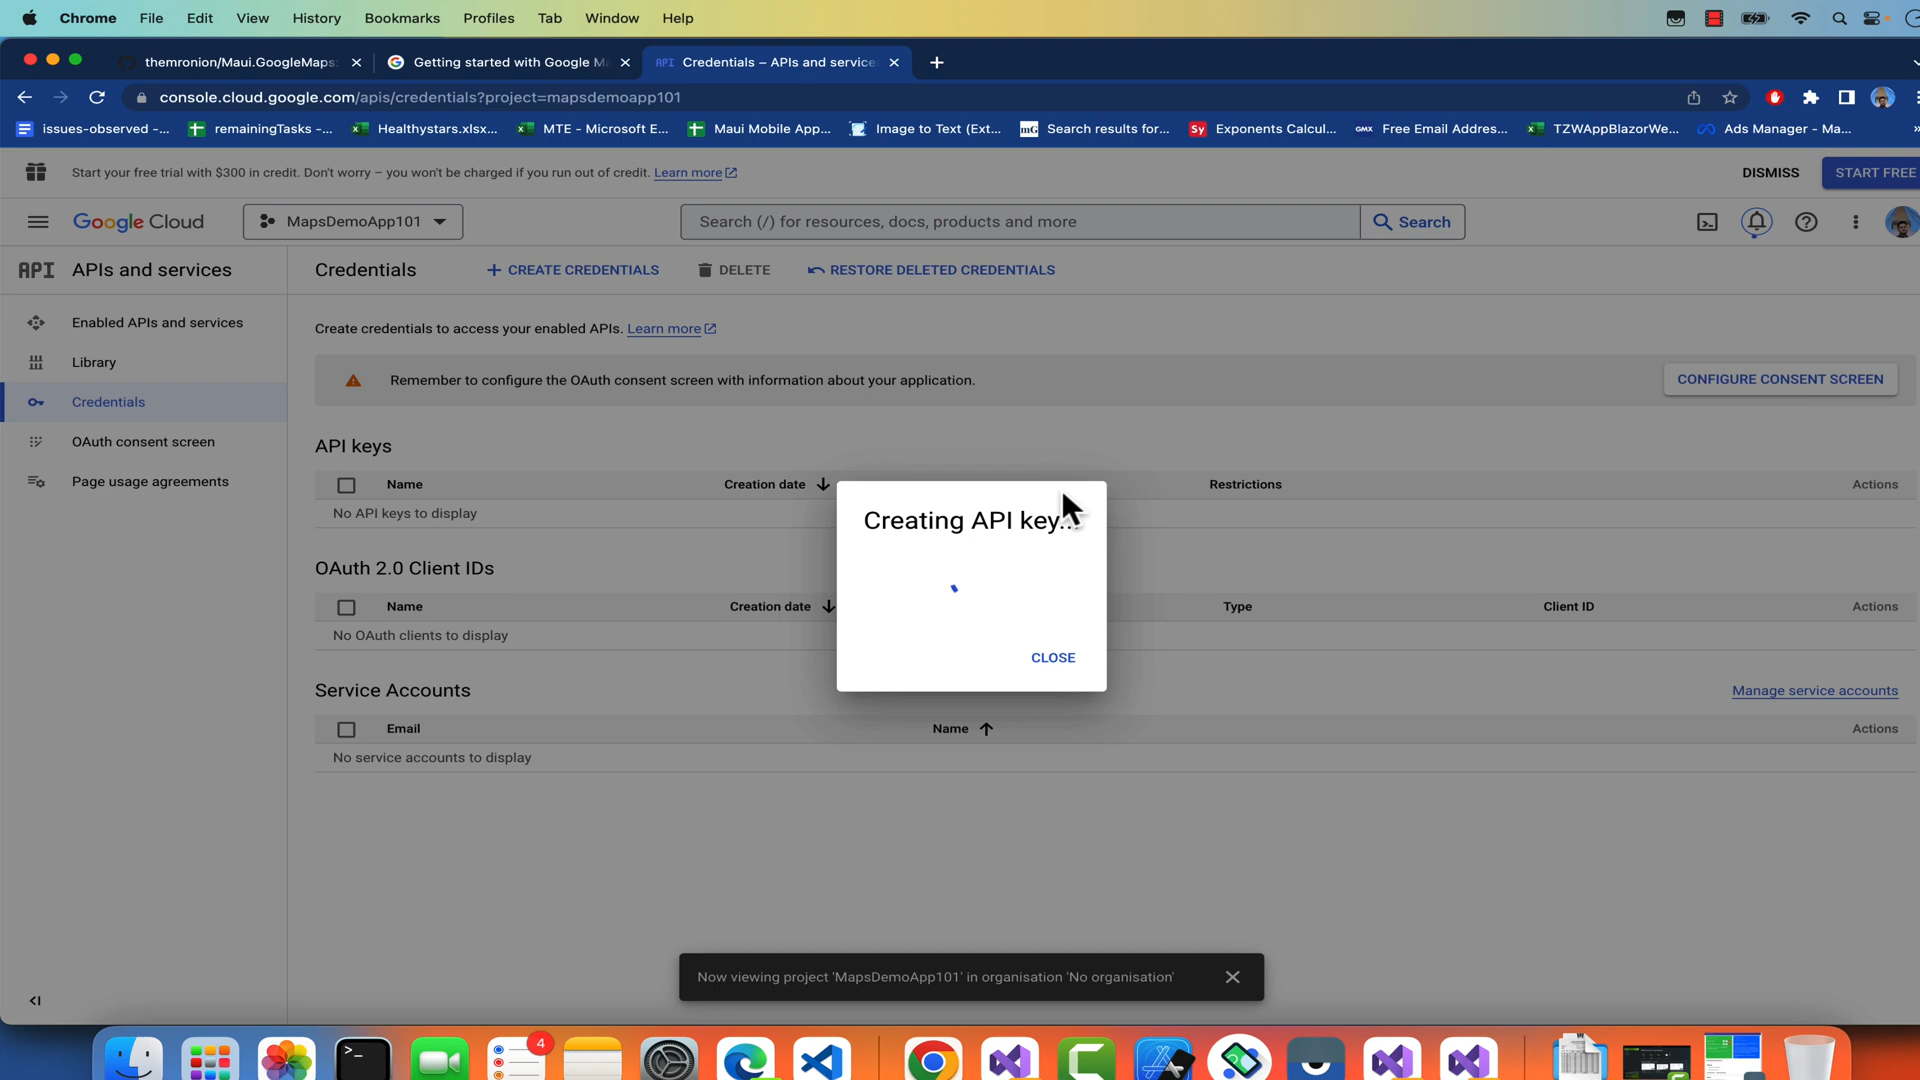 Chrome File Edit View History Bookmarks Profiles Tab Window Help
themronion/Maui.GoogleMaps: Getting started with Google Ma API Credentials – APIs and service
console.cloud.google.com/apis/credentials?project=mapsdemoapp101
issues-observed -... remainingTasks -... Healthystars.xlsx... MTE - Microsoft E... Maui Mobile App... Image to Text (Ext... mG Search results for... Sy Exponents Calcul... GMX Free Email Addres... TZWAppBlazorWe... Ads Manager - Ma... »
Start your free trial with $300 in credit. Don't worry – you won't be charged if you run out of credit. Learn more DISMISS START FREE
Google Cloud MapsDemoApp101 Search (/) for resources, docs, products and more Search
API APIs and services Credentials + CREATE CREDENTIALS DELETE RESTORE DELETED CREDENTIALS
Enabled APIs and services
Library
Credentials
OAuth consent screen
Page usage agreements
Create credentials to access your enabled APIs. Learn more
Remember to configure the OAuth consent screen with information about your application. CONFIGURE CONSENT SCREEN
API keys
Name Creation date Restrictions Actions
No API keys to display
Creating API key...
CLOSE
OAuth 2.0 Client IDs
Name Creation date Type Client ID Actions
No OAuth clients to display
Service Accounts Manage service accounts
Email Name Actions
No service accounts to display
Now viewing project 'MapsDemoApp101' in organisation 'No organisation'
4